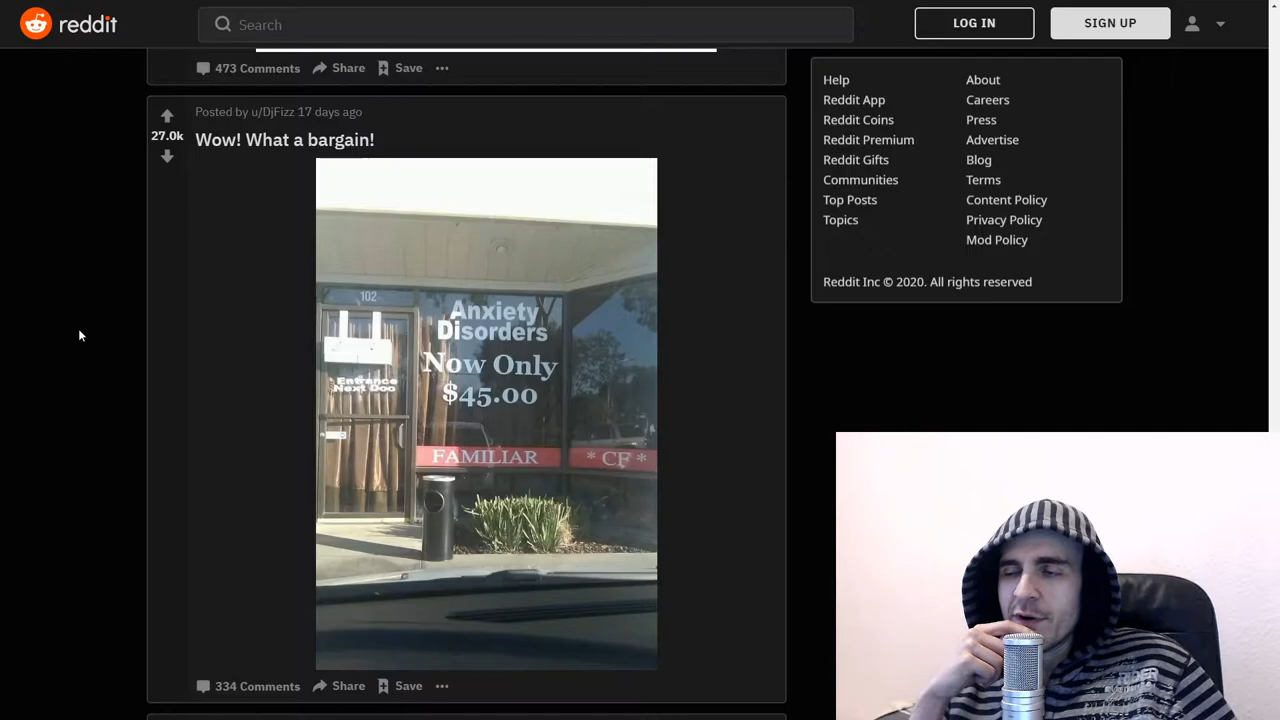 reddit
Search
LOG IN
SIGN UP
473 Comments
Share
Save
Posted by u/DjFizz 17 days ago
27.0k
Wow! What a bargain!
102
Anxiety
Disorders
Now Only
$45.00
Entrance
Next Doo
FAMILIAR
* CF *
334 Comments
Share
Save
Help
About
Reddit App
Careers
Reddit Coins
Press
Reddit Premium
Advertise
Reddit Gifts
Blog
Communities
Terms
Top Posts
Content Policy
Topics
Privacy Policy
Mod Policy
Reddit Inc © 2020. All rights reserved